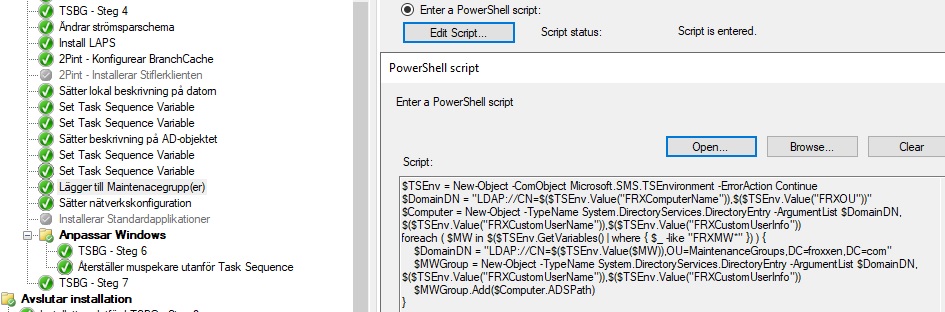 TSBG - Steg 4
Ändrar strömsparschema
Install LAPS
2Pint - Konfigurear BranchCache
2Pint - Installerar Stiflerklienten
Sätter lokal beskrivning på datorn
Set Task Sequence Variable
Set Task Sequence Variable
Sätter beskrivning på AD-objektet
Set Task Sequence Variable
Set Task Sequence Variable
Lägger till Maintenacegrupp(er)
Sätter nätverkskonfiguration
Installerar Standardapplikationer
Anpassar Windows
TSBG - Steg 6
Återställer muspekare utanför Task Sequence
TSBG - Steg 7
Avslutar installation
Enter a PowerShell script:
Edit Script...
Script status:
Script is entered.
PowerShell script
Enter a PowerShell script
Open...
Browse...
Clear
Script:
$TSEnv = New-Object -ComObject Microsoft.SMS.TSEnvironment -ErrorAction Continue
$DomainDN = "LDAP://CN=$($TSEnv.Value("FRXComputerName")),$($TSEnv.Value("FRXOU"))"
$Computer = New-Object -TypeName System.DirectoryServices.DirectoryEntry -ArgumentList $DomainDN,
$($TSEnv.Value("FRXCustomUserName")),$($TSEnv.Value("FRXCustomUserInfo"))
foreach ( $MW in $($TSEnv.GetVariables() | where { $_ -like "FRXMW*" }) ) {
$DomainDN = "LDAP://CN=$($TSEnv.Value($MW)),OU=MaintenanceGroups,DC=froxxen,DC=com"
$MWGroup = New-Object -TypeName System.DirectoryServices.DirectoryEntry -ArgumentList $DomainDN,
$($TSEnv.Value("FRXCustomUserName")),$($TSEnv.Value("FRXCustomUserInfo"))
$MWGroup.Add($Computer.ADSPath)
}